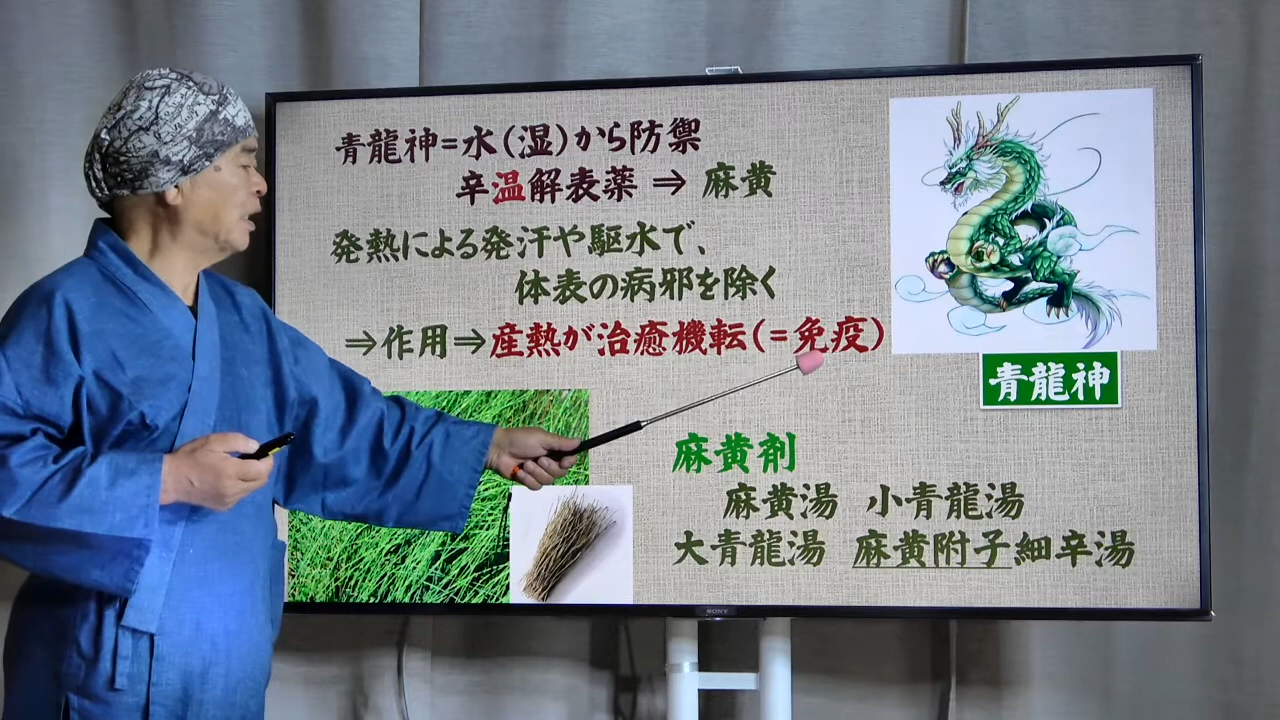 青龍神=水(湿)から防禦
辛温解表薬 ⇒ 麻黄
発熱による発汗や駆水で、
体表の病邪を除く
⇒作用⇒産熱が治癒機転(=免疫)
青龍神
麻黄剤
麻黄湯 小青龍湯
大青龍湯 麻黄附子細辛湯
SONY